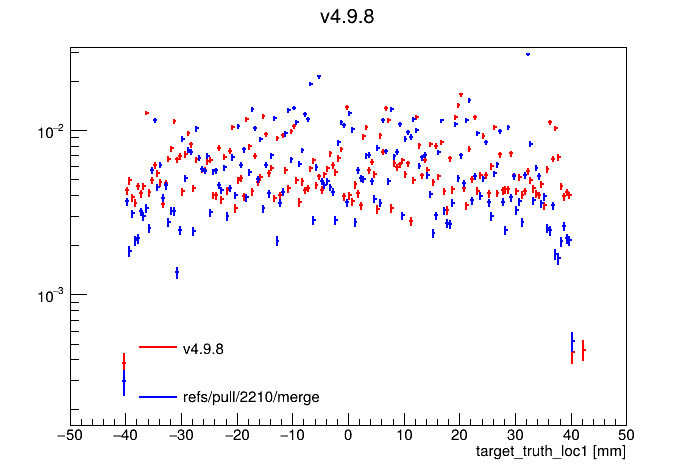 v4.9.8
10−2
10−3
v4.9.8
refs/pull/2210/merge
−50 −40 −30 −20 −10 0 10 20 30 40 50
target_truth_loc1 [mm]